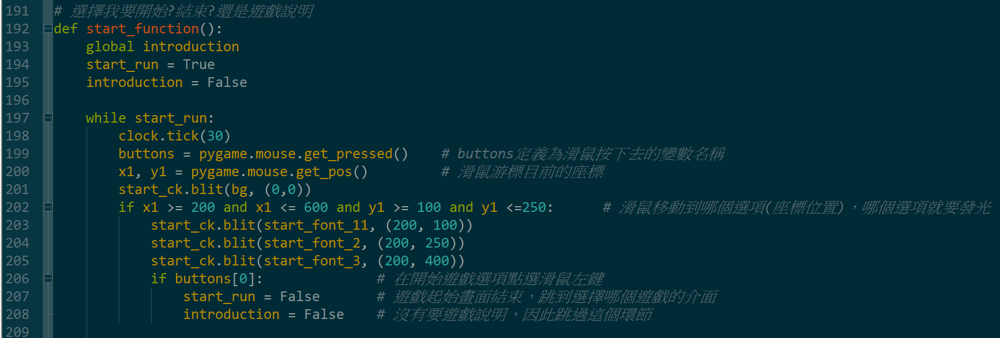 191 # 選擇我要開始?結束?還是遊戲說明
192 def start_function():
193     global introduction
194     start_run = True
195     introduction = False
196
197     while start_run:
198         clock.tick(30)
199         buttons = pygame.mouse.get_pressed()    # buttons定義為滑鼠按下去的變數名稱
200         x1, y1 = pygame.mouse.get_pos()         # 滑鼠游標目前的座標
201         start_ck.blit(bg, (0,0))
202         if x1 >= 200 and x1 <= 600 and y1 >= 100 and y1 <=250:      # 滑鼠移動到哪個選項(座標位置)，哪個選項就要發光
203             start_ck.blit(start_font_11, (200, 100))
204             start_ck.blit(start_font_2, (200, 250))
205             start_ck.blit(start_font_3, (200, 400))
206             if buttons[0]:              # 在開始遊戲選項點選滑鼠左鍵
207                 start_run = False       # 遊戲起始畫面結束，跳到選擇哪個遊戲的介面
208                 introduction = False    # 沒有要遊戲說明，因此跳過這個環節
209